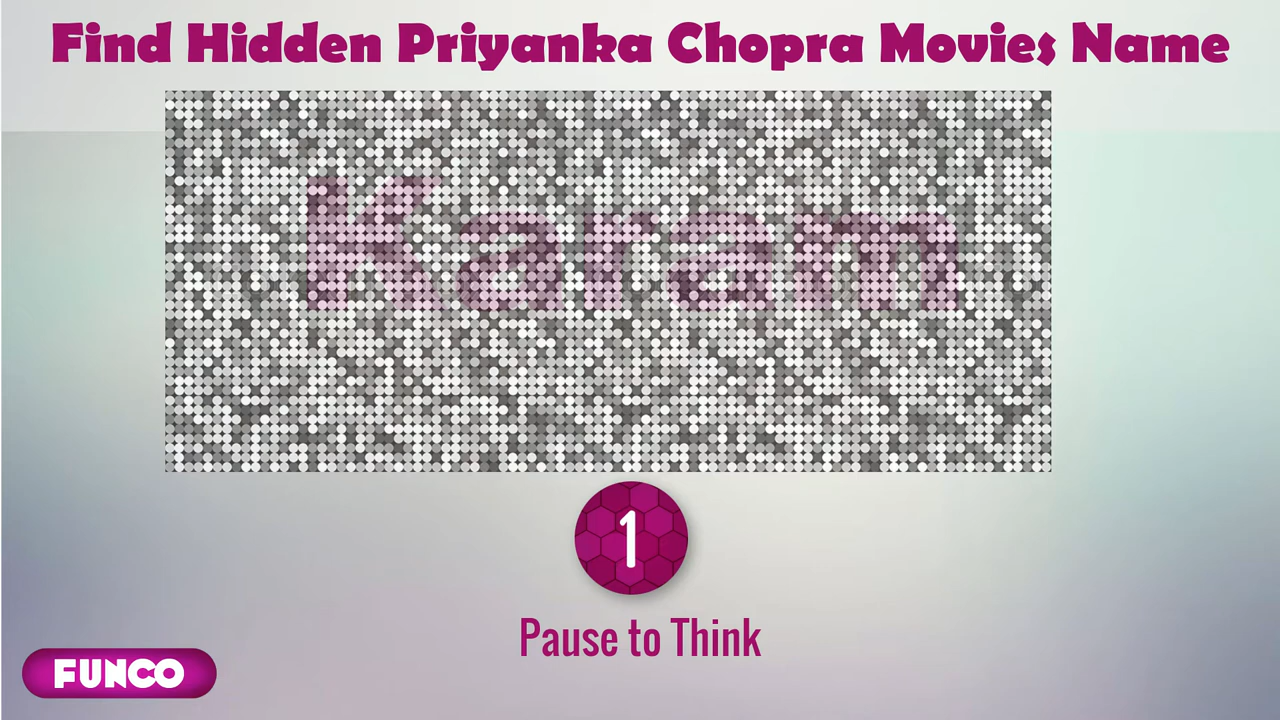 Find Hidden Priyanka Chopra Movies Name
Karam
1
Pause to Think
FUNCO